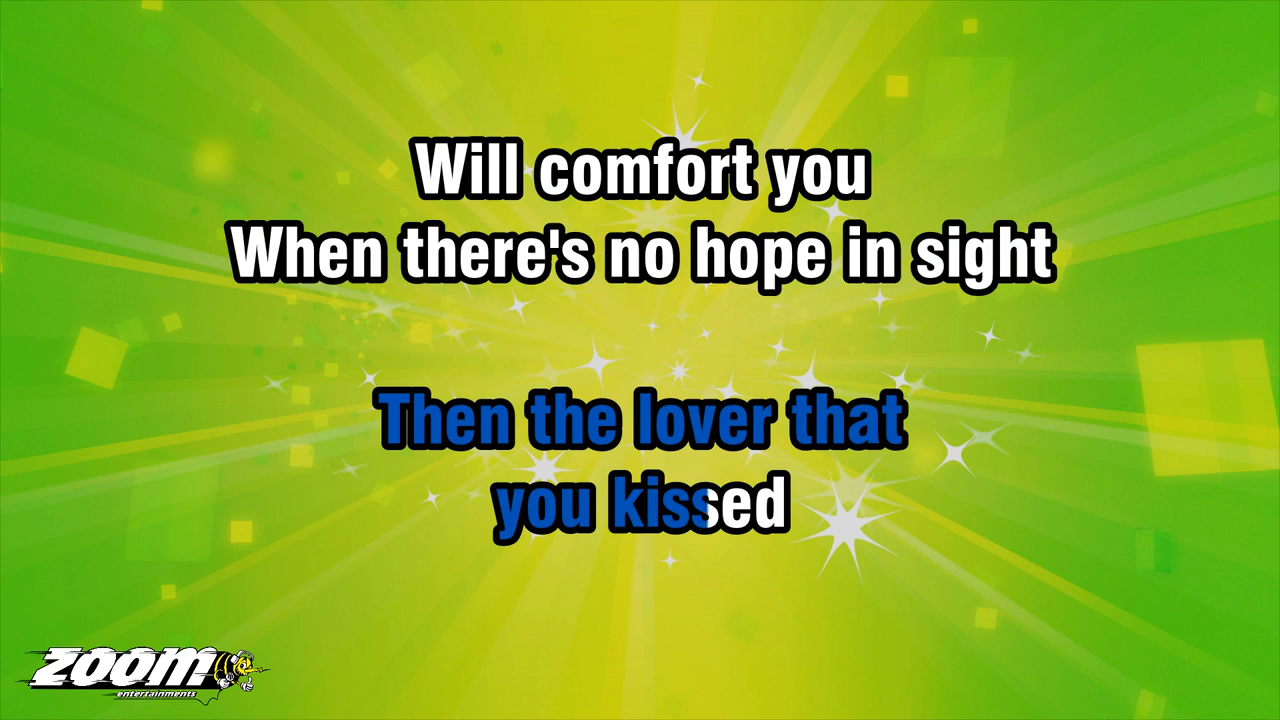 Will comfort you
When there's no hope in sight
Then the lover that
you kissed
zoom
entertainments